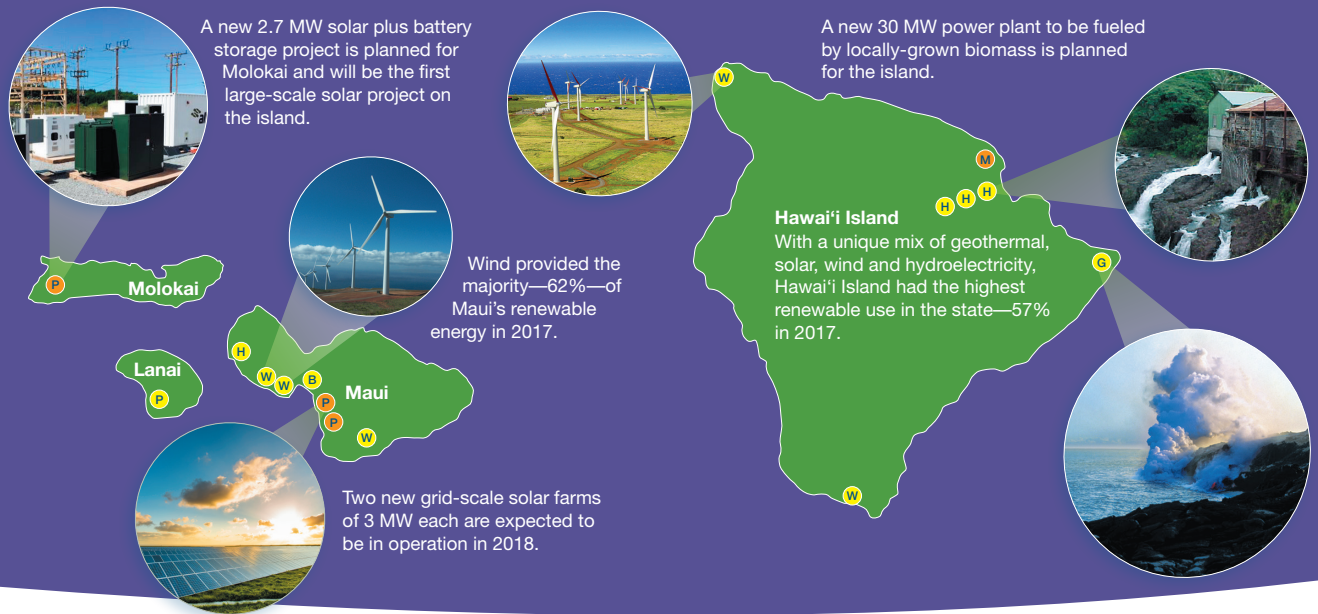 A new 2.7 MW solar plus battery
storage project is planned for
Molokai and will be the first
large-scale solar project on
the island.
P
Molokai
Lanai
P
Wind provided the
majority—62%—of
Maui’s renewable
energy in 2017.
H
W
W
B
Maui
P
P
W
Two new grid-scale solar farms
of 3 MW each are expected to
be in operation in 2018.
A new 30 MW power plant to be fueled
by locally-grown biomass is planned
for the island.
W
M
H
H
H
G
Hawai‘i Island
With a unique mix of geothermal,
solar, wind and hydroelectricity,
Hawai‘i Island had the highest
renewable use in the state—57%
in 2017.
W